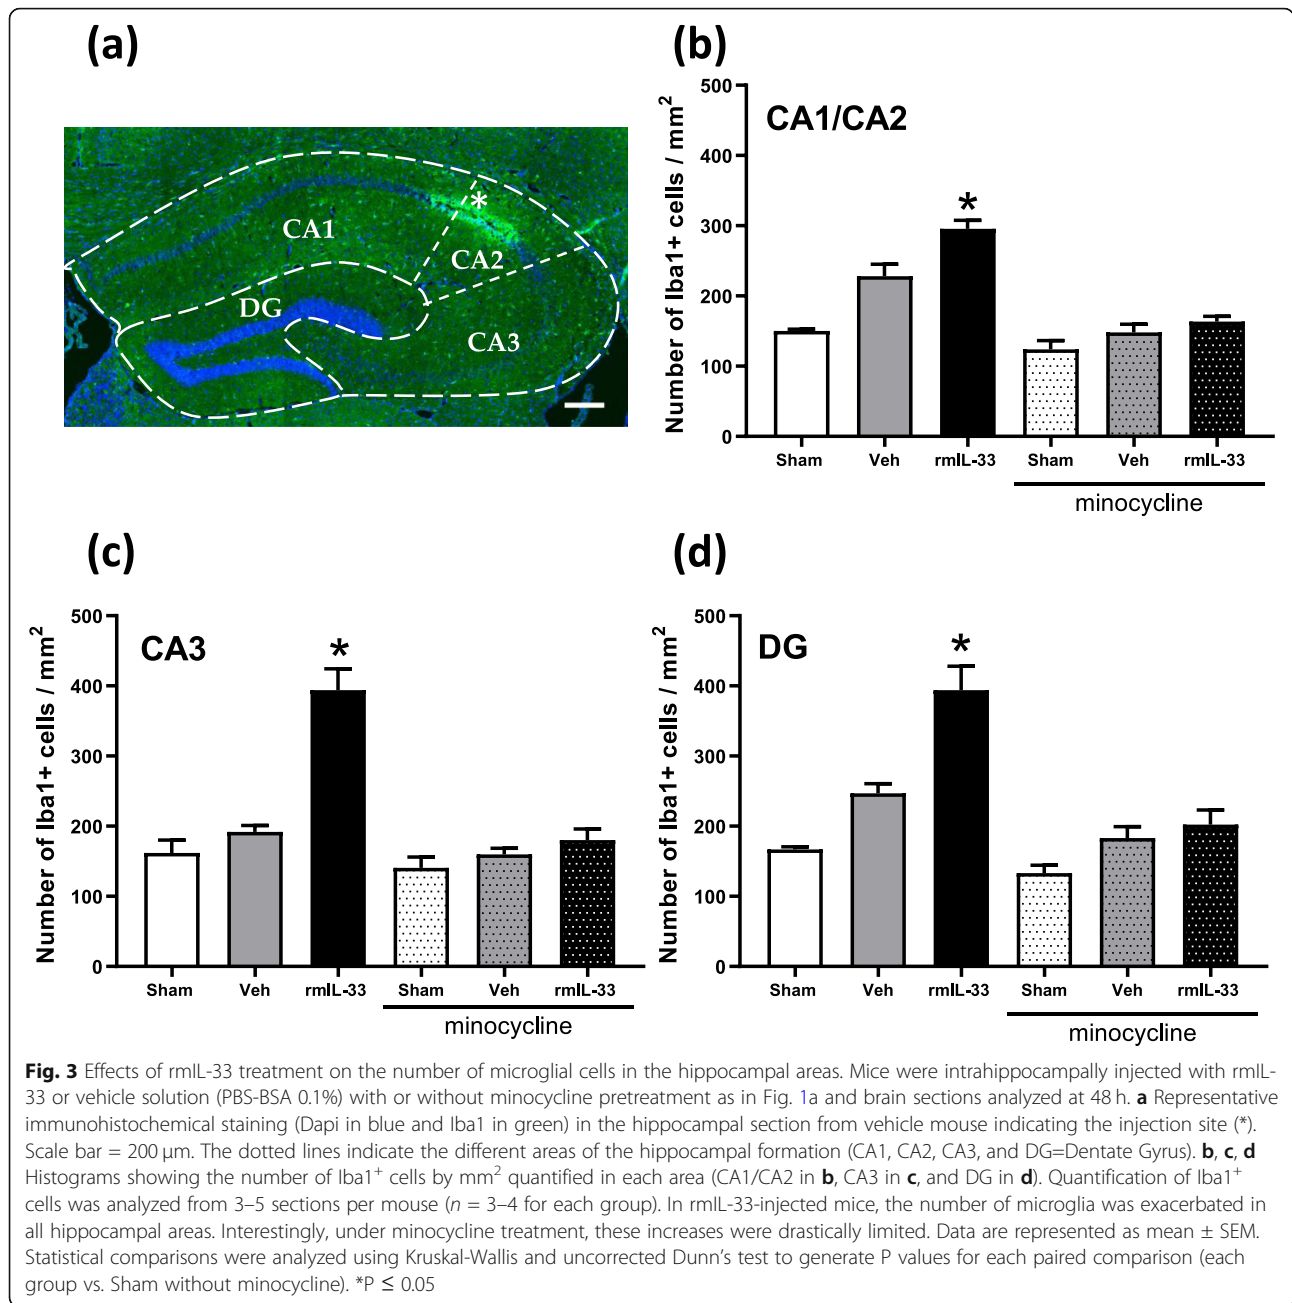 (a)
CA1
*
CA2
DG
CA3
(b)
CA1/CA2
Number of Iba1+ cells / mm²
500
400
300
200
100
0
*
Sham Veh rmIL-33 Sham Veh rmIL-33
minocycline
(c)
CA3
Number of Iba1+ cells / mm²
500
400
300
200
100
0
*
Sham Veh rmIL-33 Sham Veh rmIL-33
minocycline
(d)
DG
Number of Iba1+ cells / mm²
500
400
300
200
100
0
*
Sham Veh rmIL-33 Sham Veh rmIL-33
minocycline
Fig. 3 Effects of rmIL-33 treatment on the number of microglial cells in the hippocampal areas. Mice were intrahippocampally injected with rmIL-
33 or vehicle solution (PBS-BSA 0.1%) with or without minocycline pretreatment as in Fig. 1a and brain sections analyzed at 48 h. a Representative
immunohistochemical staining (Dapi in blue and Iba1 in green) in the hippocampal section from vehicle mouse indicating the injection site (*).
Scale bar = 200 μm. The dotted lines indicate the different areas of the hippocampal formation (CA1, CA2, CA3, and DG=Dentate Gyrus). b, c, d
Histograms showing the number of Iba1⁺ cells by mm² quantified in each area (CA1/CA2 in b, CA3 in c, and DG in d). Quantification of Iba1⁺
cells was analyzed from 3–5 sections per mouse (n = 3–4 for each group). In rmIL-33-injected mice, the number of microglia was exacerbated in
all hippocampal areas. Interestingly, under minocycline treatment, these increases were drastically limited. Data are represented as mean ± SEM.
Statistical comparisons were analyzed using Kruskal-Wallis and uncorrected Dunn's test to generate P values for each paired comparison (each
group vs. Sham without minocycline). *P ≤ 0.05